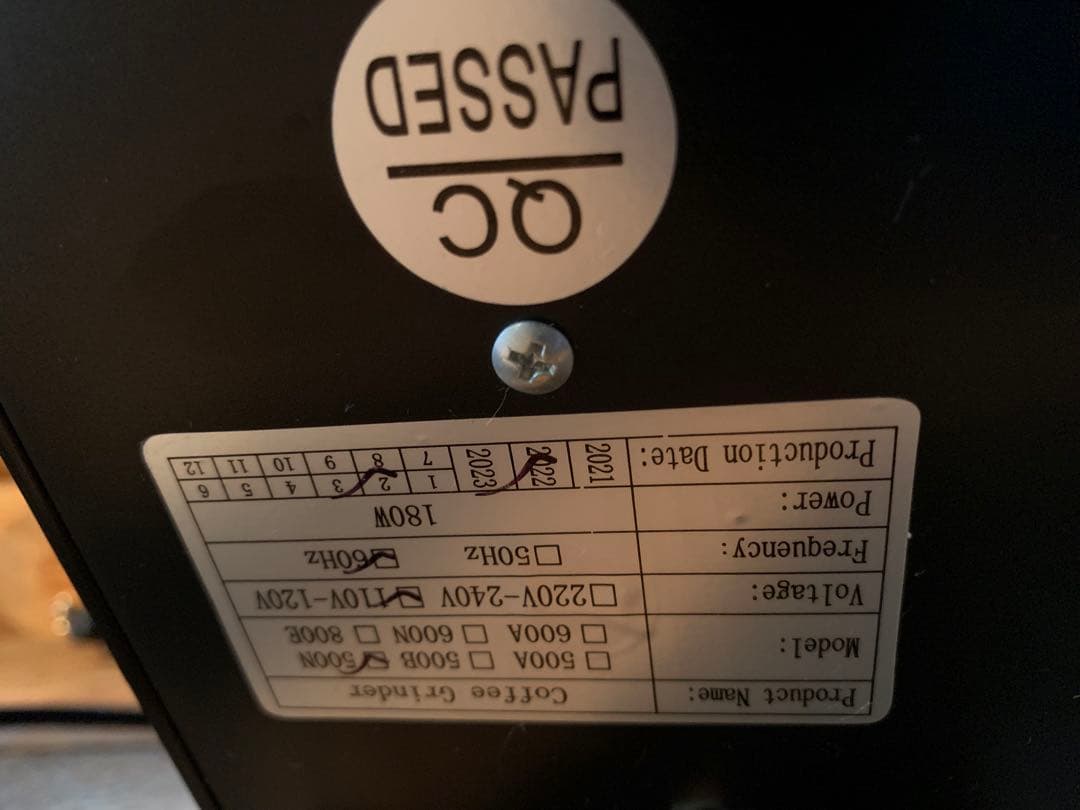 Product Name: Coffee Grinder
Model: ☐ 500A ☐ 500B ☑ 500N
☐ 600A ☐ 600N ☐ 800E
Voltage: ☐220V-240V ☑110V-120V
Frequency: ☐50Hz ☑60Hz
Power: 180W
Production Date: 2021 2022 2023 1 2 3 4 5 6
7 8 9 10 11 12
QC
PASSED